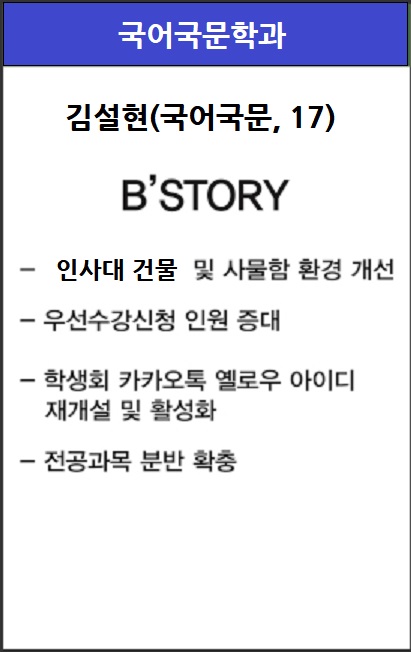 국어국문학과
김설현(국어국문, 17)
B’STORY
– 인사대 건물 및 사물함 환경 개선
– 우선수강신청 인원 증대
– 학생회 카카오톡 옐로우 아이디
재개설 및 활성화
– 전공과목 분반 확충